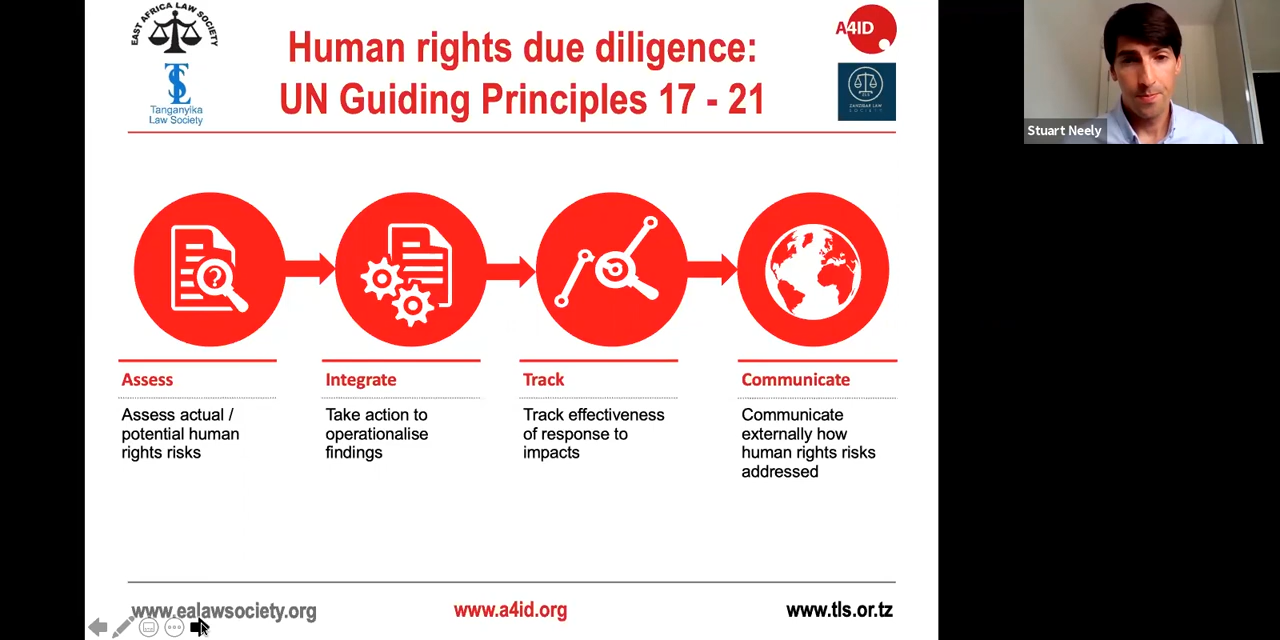 EAST AFRICA LAW SOCIETY
Tanganyika
Law Society
Human rights due diligence:
UN Guiding Principles 17 - 21
A4ID
ZANZIBAR LAW
SOCIETY
Stuart Neely
Assess
Assess actual /
potential human
rights risks
Integrate
Take action to
operationalise
findings
Track
Track effectiveness
of response to
impacts
Communicate
Communicate
externally how
human rights risks
addressed
www.ealawsociety.org
www.a4id.org
www.tls.or.tz